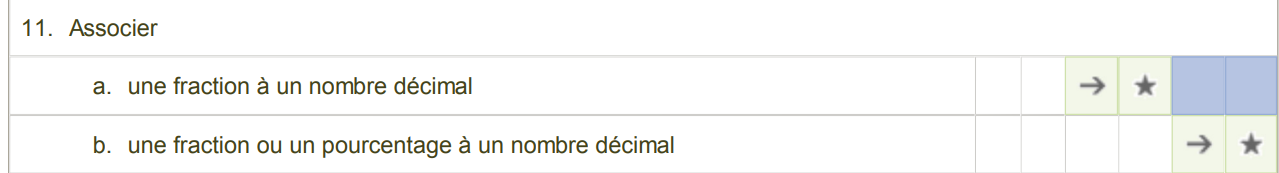 11. Associer
a. une fraction à un nombre décimal → ★
b. une fraction ou un pourcentage à un nombre décimal → ★